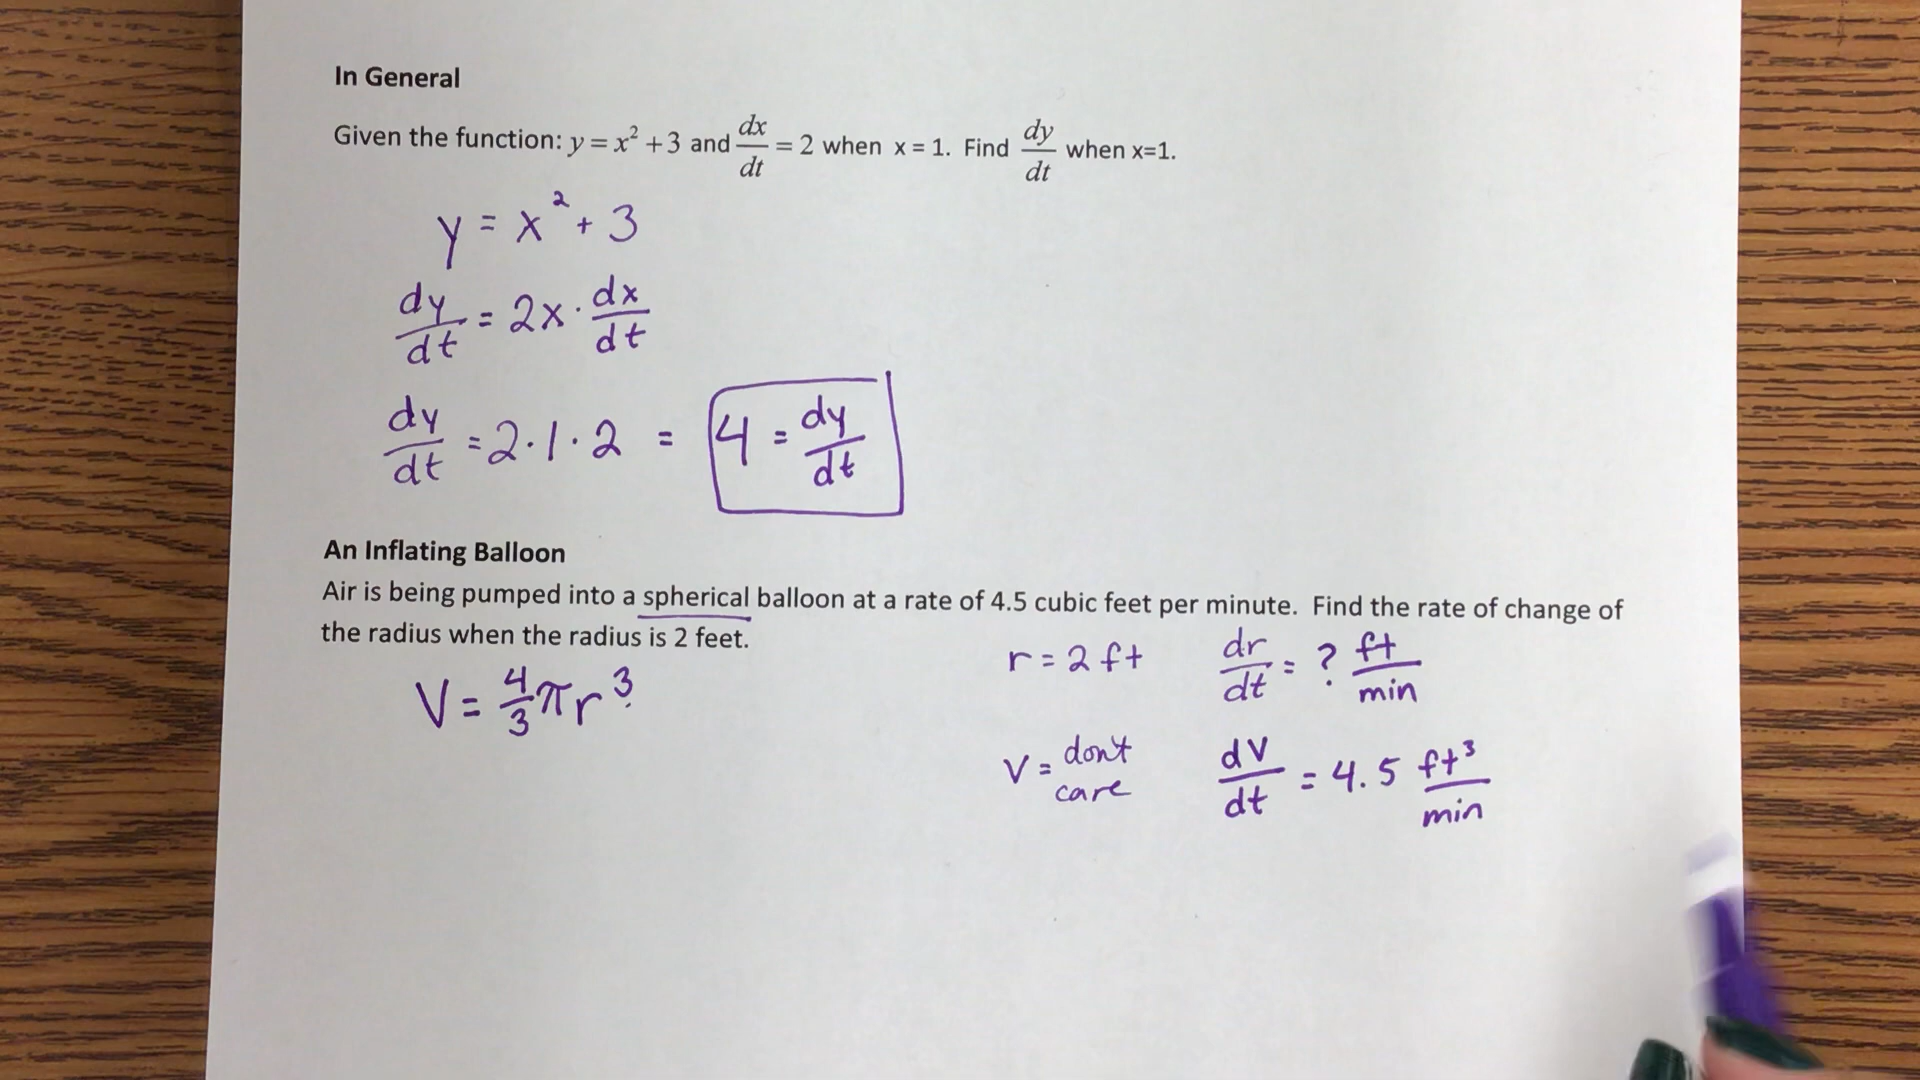 In General
Given the function: y = x² + 3 and dx/dt = 2 when x = 1. Find dy/dt when x=1.
y = x² + 3
dy/dt = 2x · dx/dt
dy/dt = 2 · 1 · 2 = 4 = dy/dt
An Inflating Balloon
Air is being pumped into a spherical balloon at a rate of 4.5 cubic feet per minute. Find the rate of change of
the radius when the radius is 2 feet.
r = 2 ft dr/dt = ? ft/min
V = 4/3 πr³
V = don't care dV/dt = 4.5 ft³/min